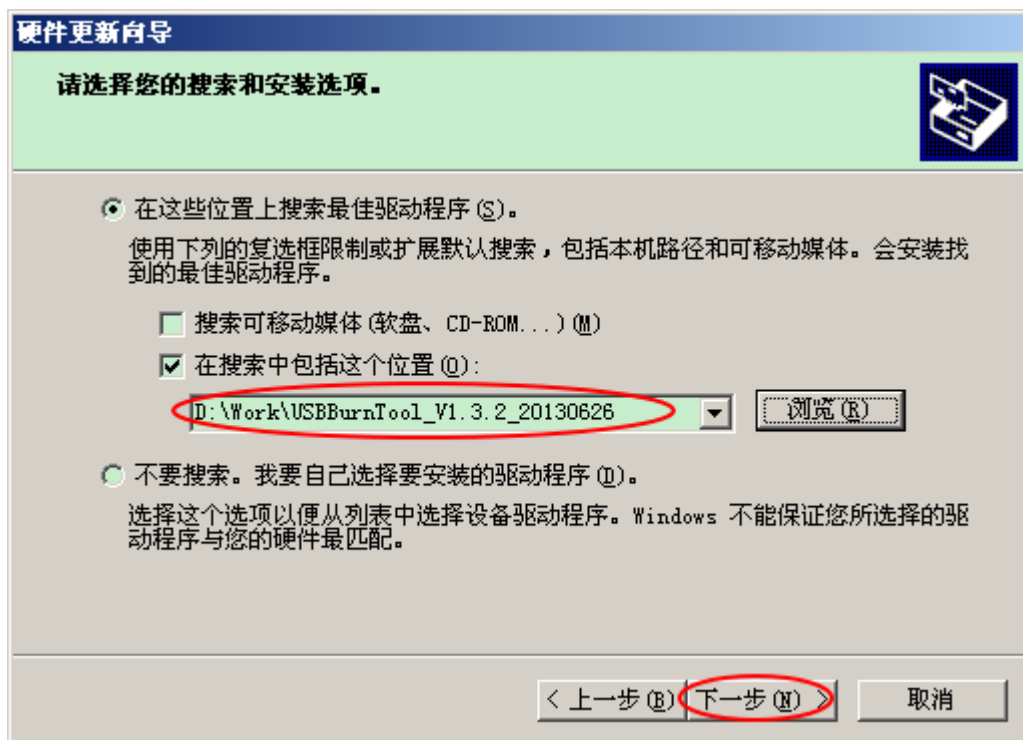 硬件更新向导
请选择您的搜索和安装选项。
在这些位置上搜索最佳驱动程序(S)。
使用下列的复选框限制或扩展默认搜索，包括本机路径和可移动媒体。会安装找
到的最佳驱动程序。
搜索可移动媒体(软盘、CD-ROM...)(M)
在搜索中包括这个位置(O):
D:\Work\USBBurnTool_V1.3.2_20130626
浏览(R)
不要搜索。我要自己选择要安装的驱动程序(D)。
选择这个选项以便从列表中选择设备驱动程序。Windows 不能保证您所选择的驱
动程序与您的硬件最匹配。
< 上一步(B) 下一步(N) > 取消